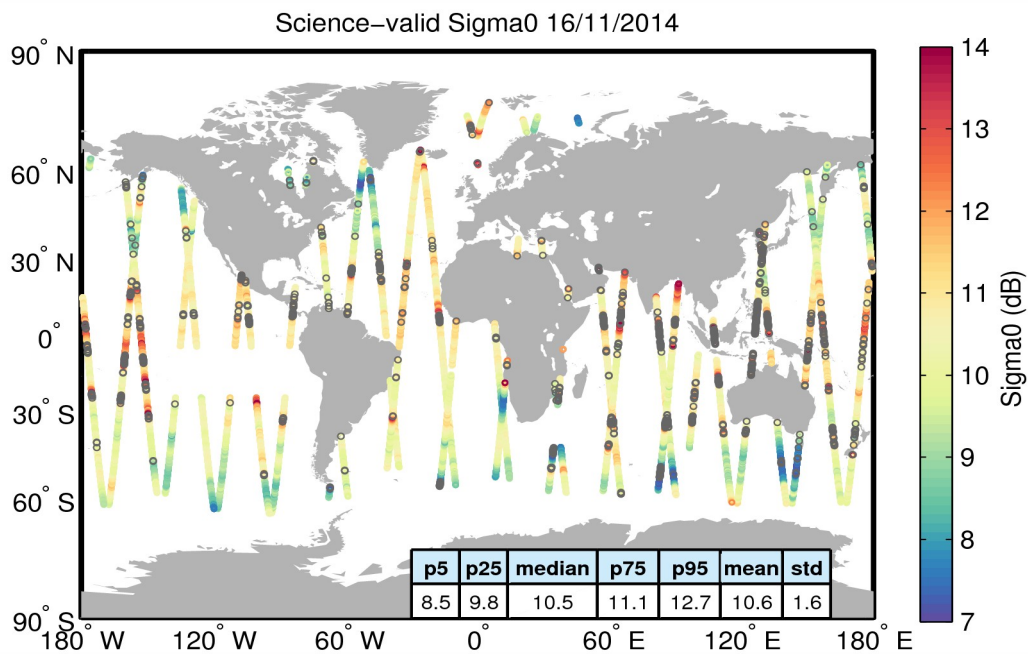 Science−valid Sigma0 16/11/2014
90° N
60° N
30° N
0°
30° S
60° S
90° S
180° W
120° W
60° W
0°
60° E
120° E
180° E
p5 p25 median p75 p95 mean std
8.5 9.8 10.5 11.1 12.7 10.6 1.6
14
13
12
11
10
9
8
7
Sigma0 (dB)